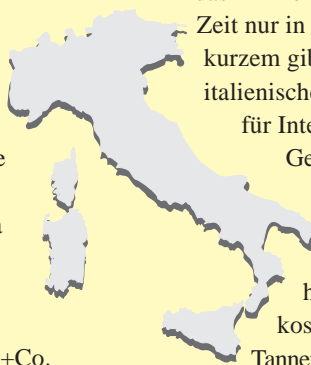 Zeit nur in
kurzem gib
italienische
für Inte
e
Ge
a
h
kos
+Co.
Tanne